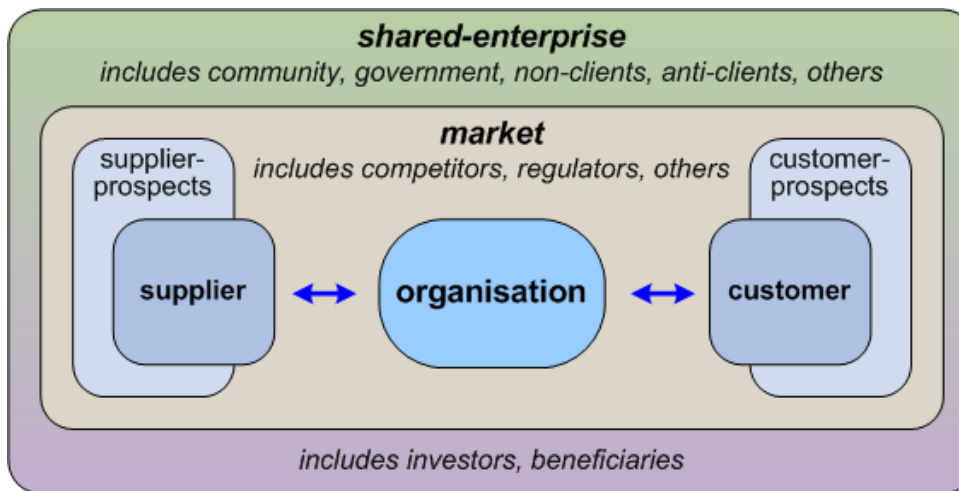 shared-enterprise
includes community, government, non-clients, anti-clients, others
market
includes competitors, regulators, others
supplier-
prospects
customer-
prospects
supplier
organisation
customer
includes investors, beneficiaries